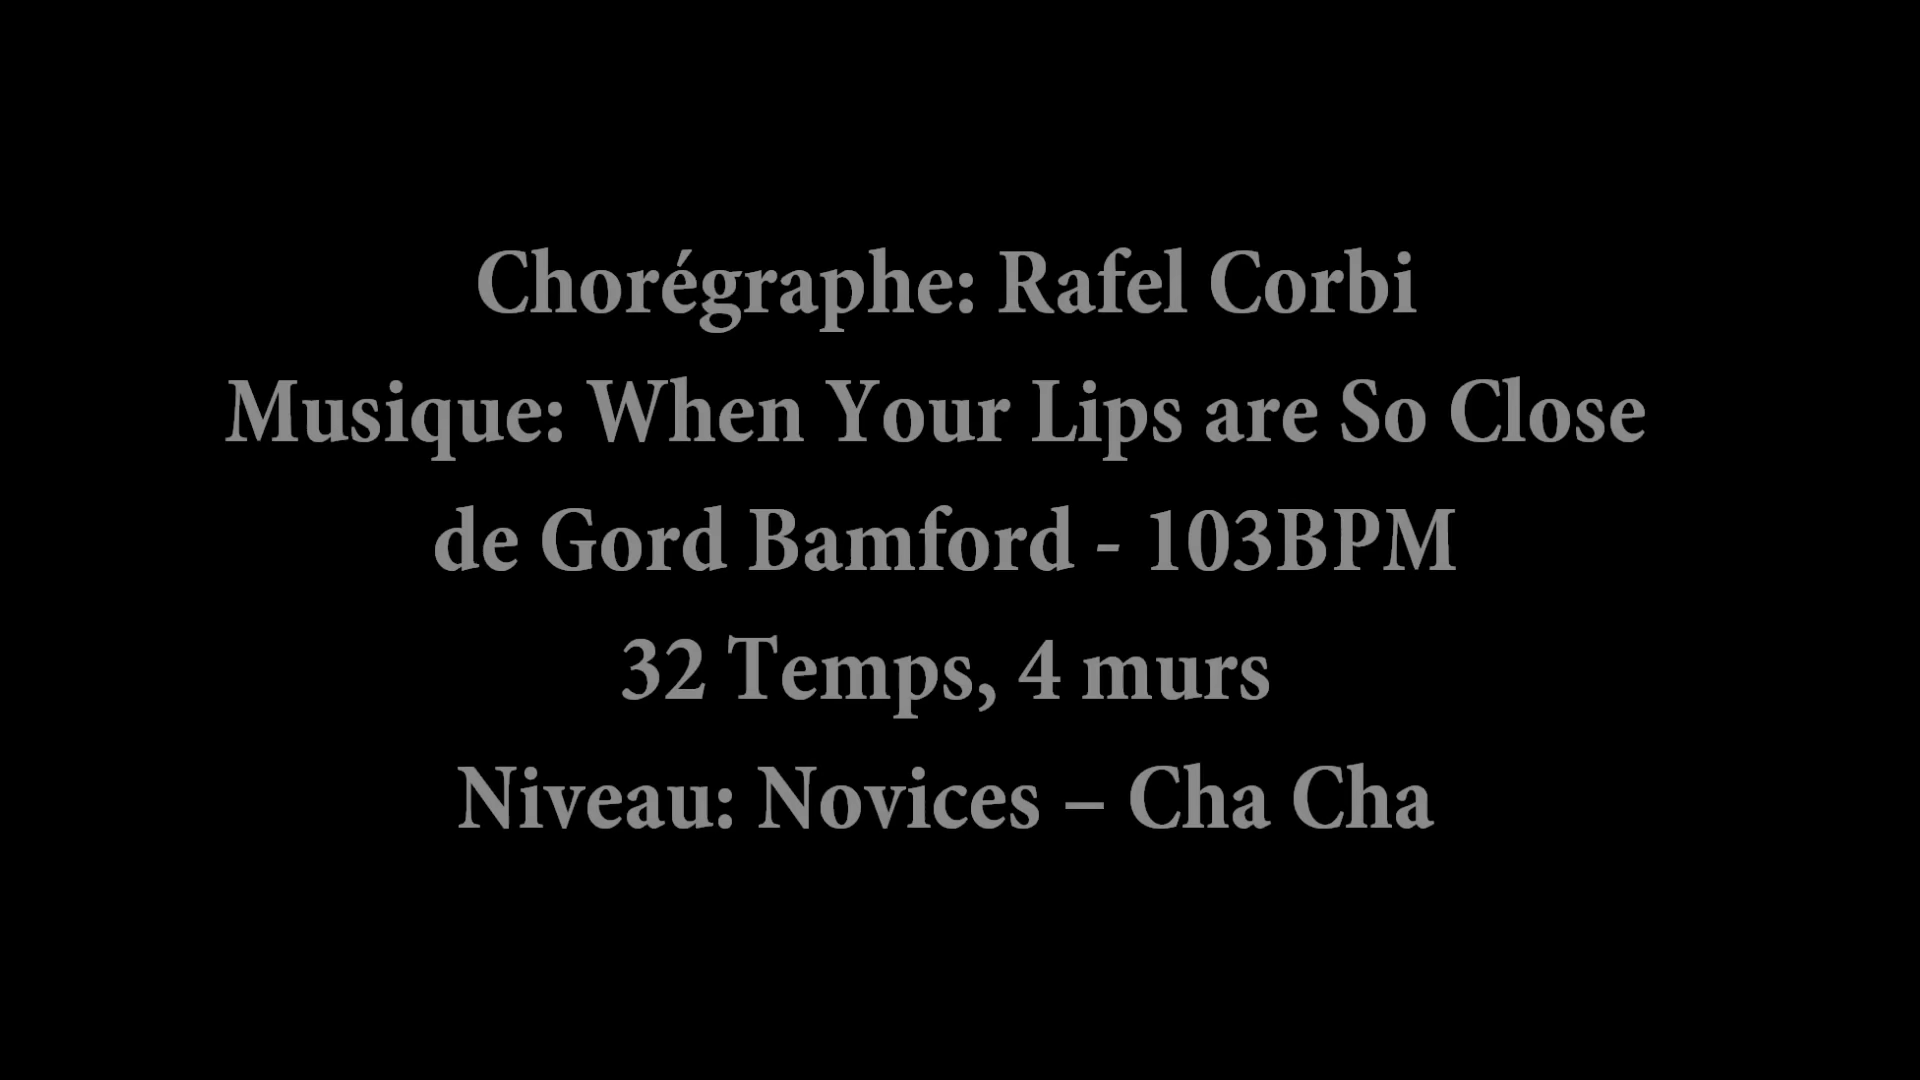 Chorégraphe: Rafel Corbi
Musique: When Your Lips are So Close
de Gord Bamford - 103BPM
32 Temps, 4 murs
Niveau: Novices – Cha Cha